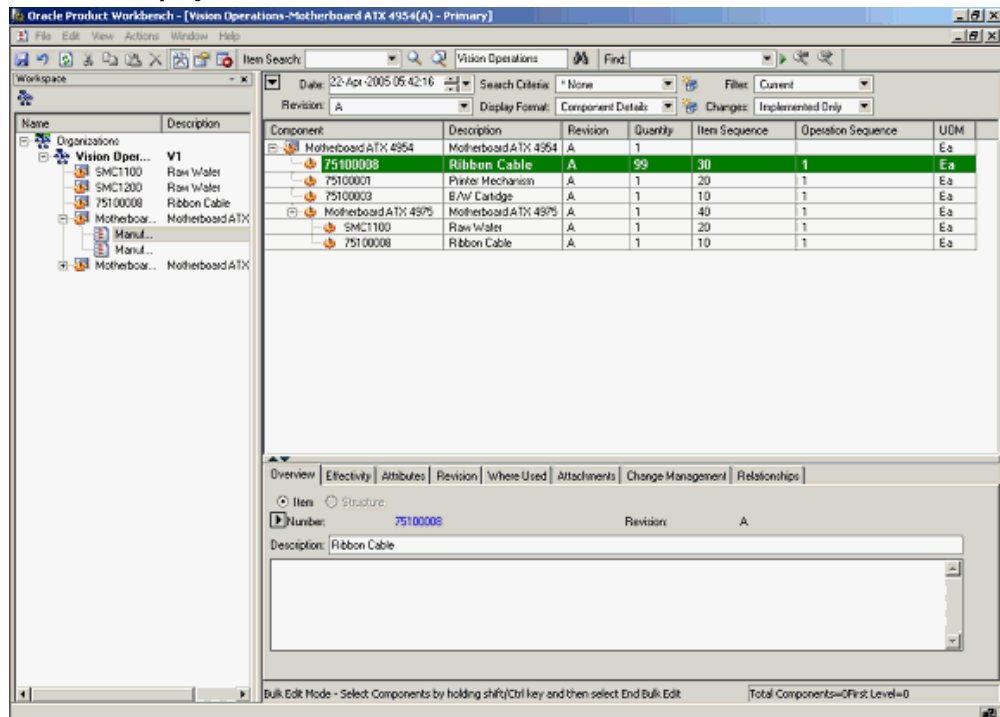 Oracle Product Workbench - [Vision Operations-Motherboard ATX 4954(A) - Primary]
File Edit View Actions Window Help
Item Search: Vision Operations Find:
Workspace
Date: 22-Apr-2005 05:42:16 Search Criteria: * None Filter: Current
Revision: A Display Format: Component Details Changes: Implemented Only
Name Description
Organizations
Vision Oper... V1
SMC1100 Raw Wafer
SMC1200 Raw Wafer
75100008 Ribbon Cable
Motherboar... Motherboard ATX
Manuf...
Manuf...
Motherboar... Motherboard ATX
Component Description Revision Quantity Item Sequence Operation Sequence UOM
Motherboard ATX 4954 Motherboard ATX 4954 A 1 Ea
75100008 Ribbon Cable A 99 30 1 Ea
75100001 Printer Mechanism A 1 20 1 Ea
75100003 B/W Cartidge A 1 10 1 Ea
Motherboard ATX 4975 Motherboard ATX 4975 A 1 40 1 Ea
SMC1100 Raw Wafer A 1 20 1 Ea
75100008 Ribbon Cable A 1 10 1 Ea
Overview Effectivity Attributes Revision Where Used Attachments Change Management Relationships
Item Structure
Number: 75100008 Revision: A
Description: Ribbon Cable
Bulk Edit Mode - Select Components by holding shift/Ctrl key and then select End Bulk Edit Total Components=0First Level=0